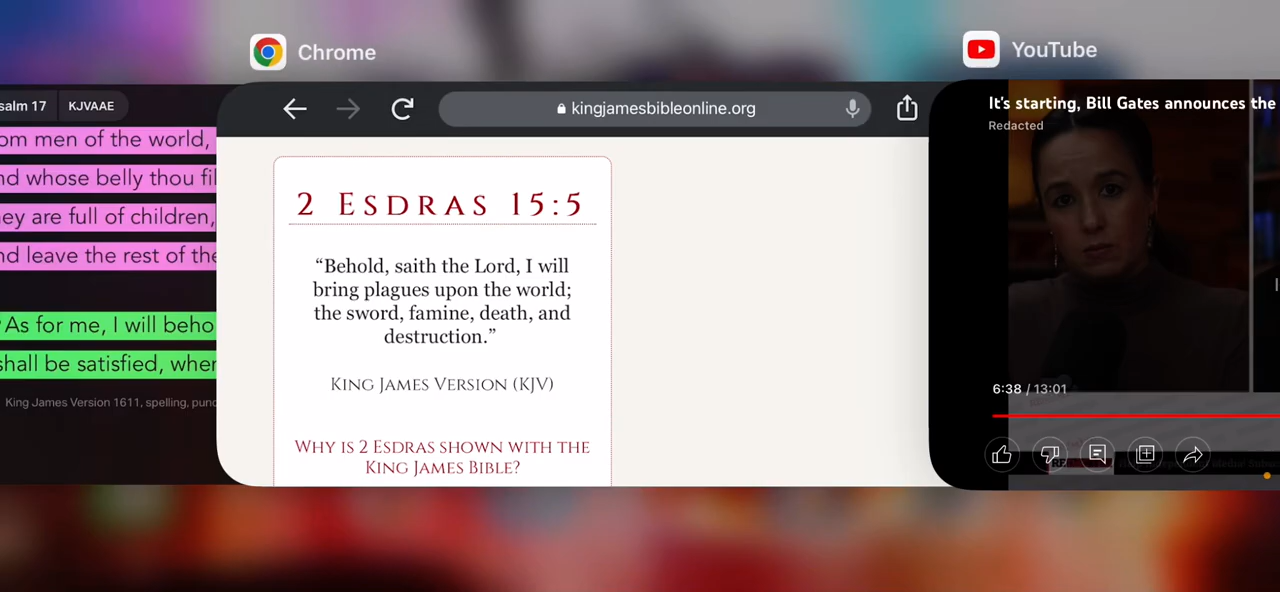 Chrome
YouTube
salm 17
KJVAAE
om men of the world,
nd whose belly thou fil
ey are full of children,
nd leave the rest of the
As for me, I will beho
shall be satisfied, when
King James Version 1611, spelling, punc
kingjamesbibleonline.org
2 Esdras 15:5
“Behold, saith the Lord, I will
bring plagues upon the world;
the sword, famine, death, and
destruction.”
King James Version (KJV)
Why is 2 Esdras shown with the
King James Bible?
It's starting, Bill Gates announces the
Redacted
6:38 / 13:01